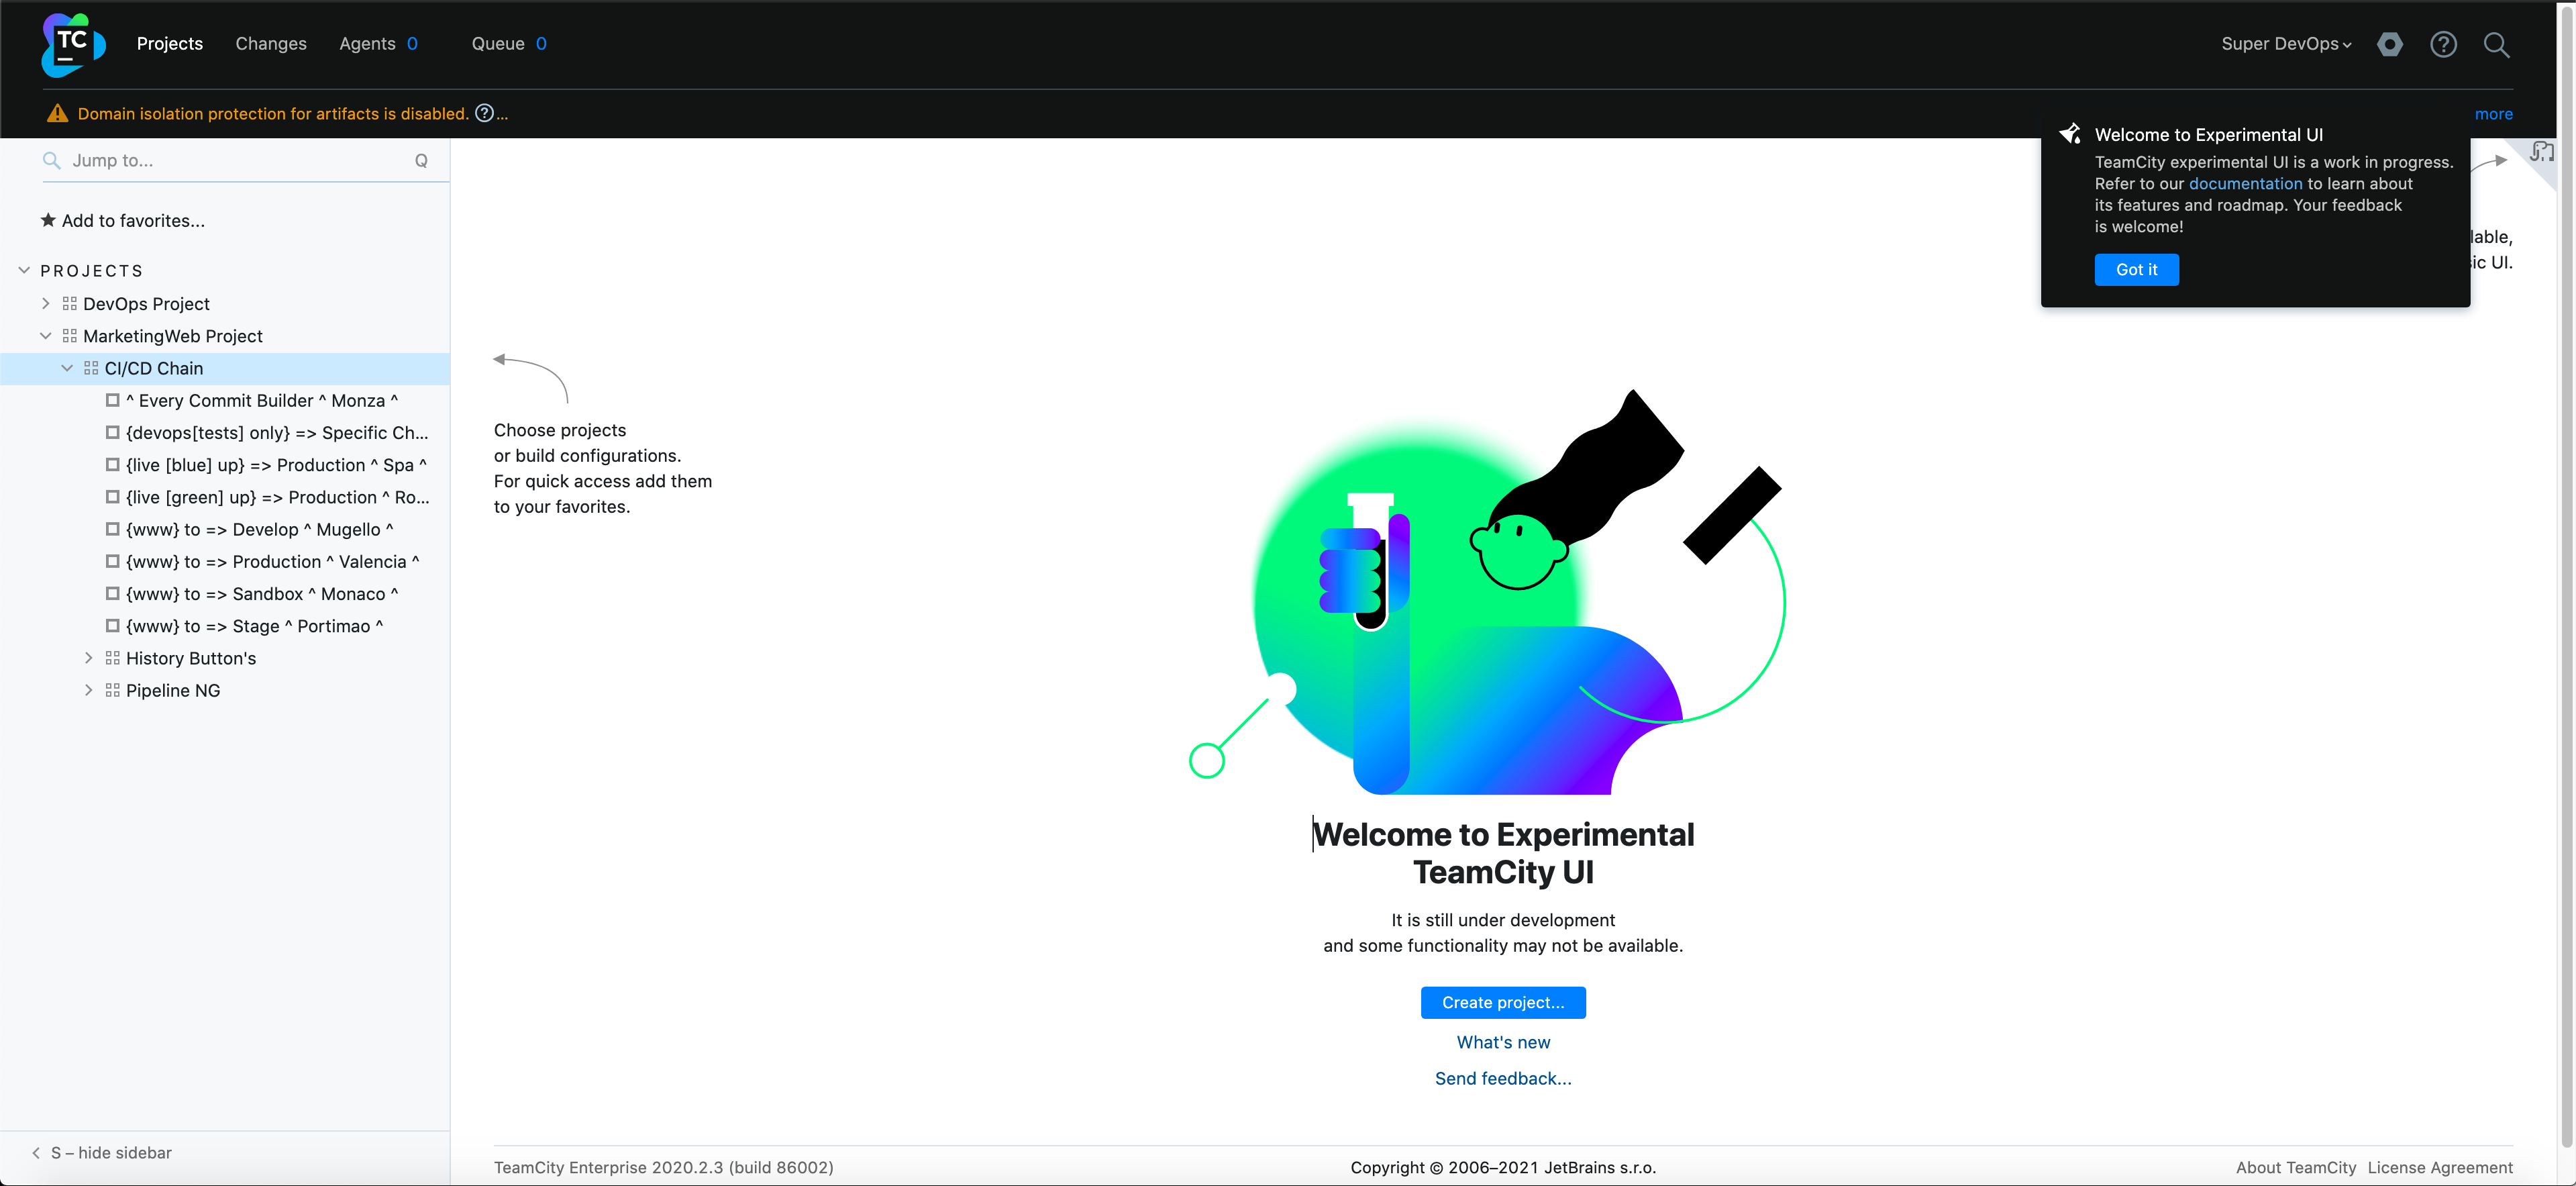 TC
Projects Changes Agents 0 Queue 0 Super DevOps
Domain isolation protection for artifacts is disabled. ? ... more
Jump to... Q
Add to favorites...
PROJECTS
DevOps Project
MarketingWeb Project
CI/CD Chain
^ Every Commit Builder ^ Monza ^
{devops[tests] only} => Specific Ch...
{live [blue] up} => Production ^ Spa ^
{live [green] up} => Production ^ Ro...
{www} to => Develop ^ Mugello ^
{www} to => Production ^ Valencia ^
{www} to => Sandbox ^ Monaco ^
{www} to => Stage ^ Portimao ^
History Button's
Pipeline NG
S – hide sidebar
Choose projects
or build configurations.
For quick access add them
to your favorites.
Welcome to Experimental UI
TeamCity experimental UI is a work in progress.
Refer to our documentation to learn about
its features and roadmap. Your feedback
is welcome!
Got it
UI.
Welcome to Experimental
TeamCity UI
It is still under development
and some functionality may not be available.
Create project...
What's new
Send feedback...
TeamCity Enterprise 2020.2.3 (build 86002) Copyright © 2006–2021 JetBrains s.r.o. About TeamCity License Agreement